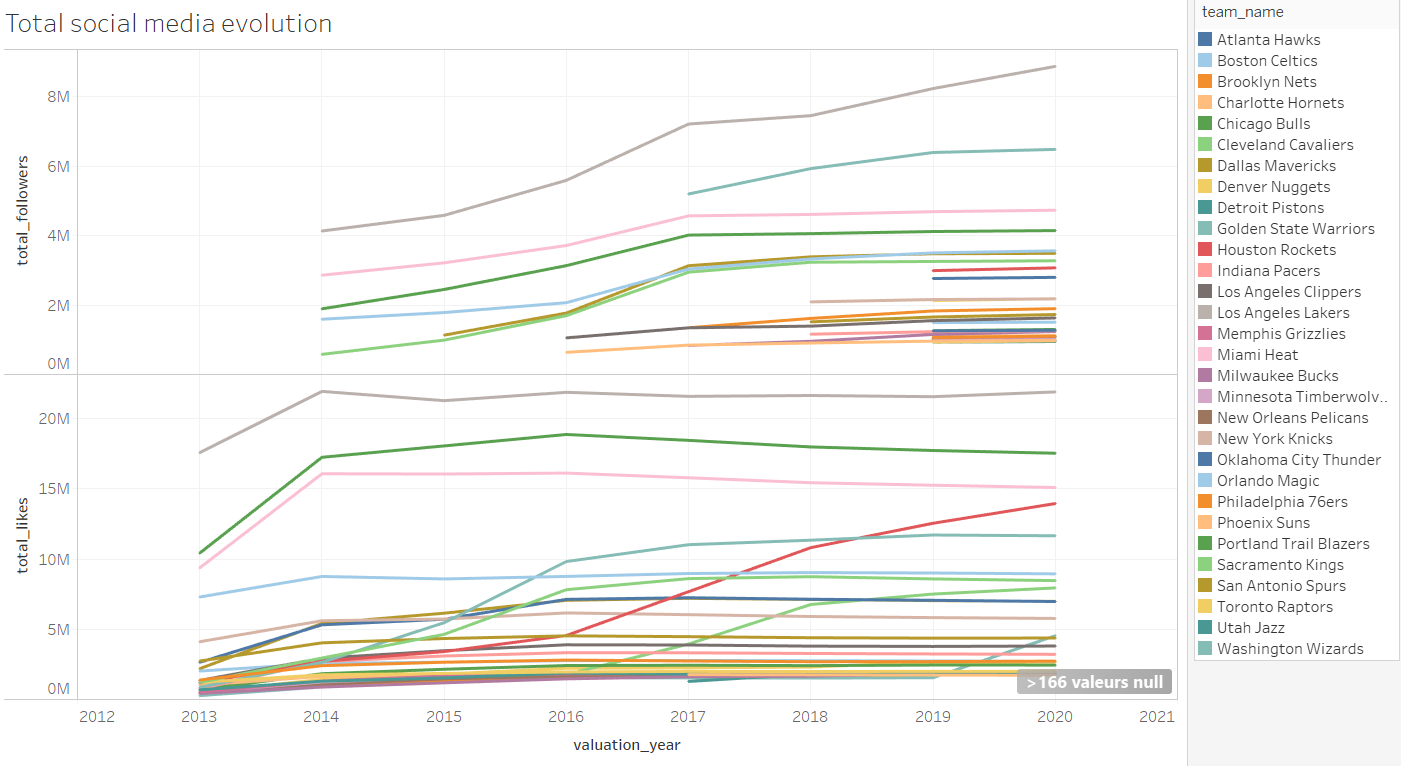 Total social media evolution
total_followers
8M
6M
4M
2M
0M
total_likes
20M
15M
10M
5M
0M
>166 valeurs null
2012 2013 2014 2015 2016 2017 2018 2019 2020 2021
valuation_year
team_name
Atlanta Hawks
Boston Celtics
Brooklyn Nets
Charlotte Hornets
Chicago Bulls
Cleveland Cavaliers
Dallas Mavericks
Denver Nuggets
Detroit Pistons
Golden State Warriors
Houston Rockets
Indiana Pacers
Los Angeles Clippers
Los Angeles Lakers
Memphis Grizzlies
Miami Heat
Milwaukee Bucks
Minnesota Timberwolv..
New Orleans Pelicans
New York Knicks
Oklahoma City Thunder
Orlando Magic
Philadelphia 76ers
Phoenix Suns
Portland Trail Blazers
Sacramento Kings
San Antonio Spurs
Toronto Raptors
Utah Jazz
Washington Wizards